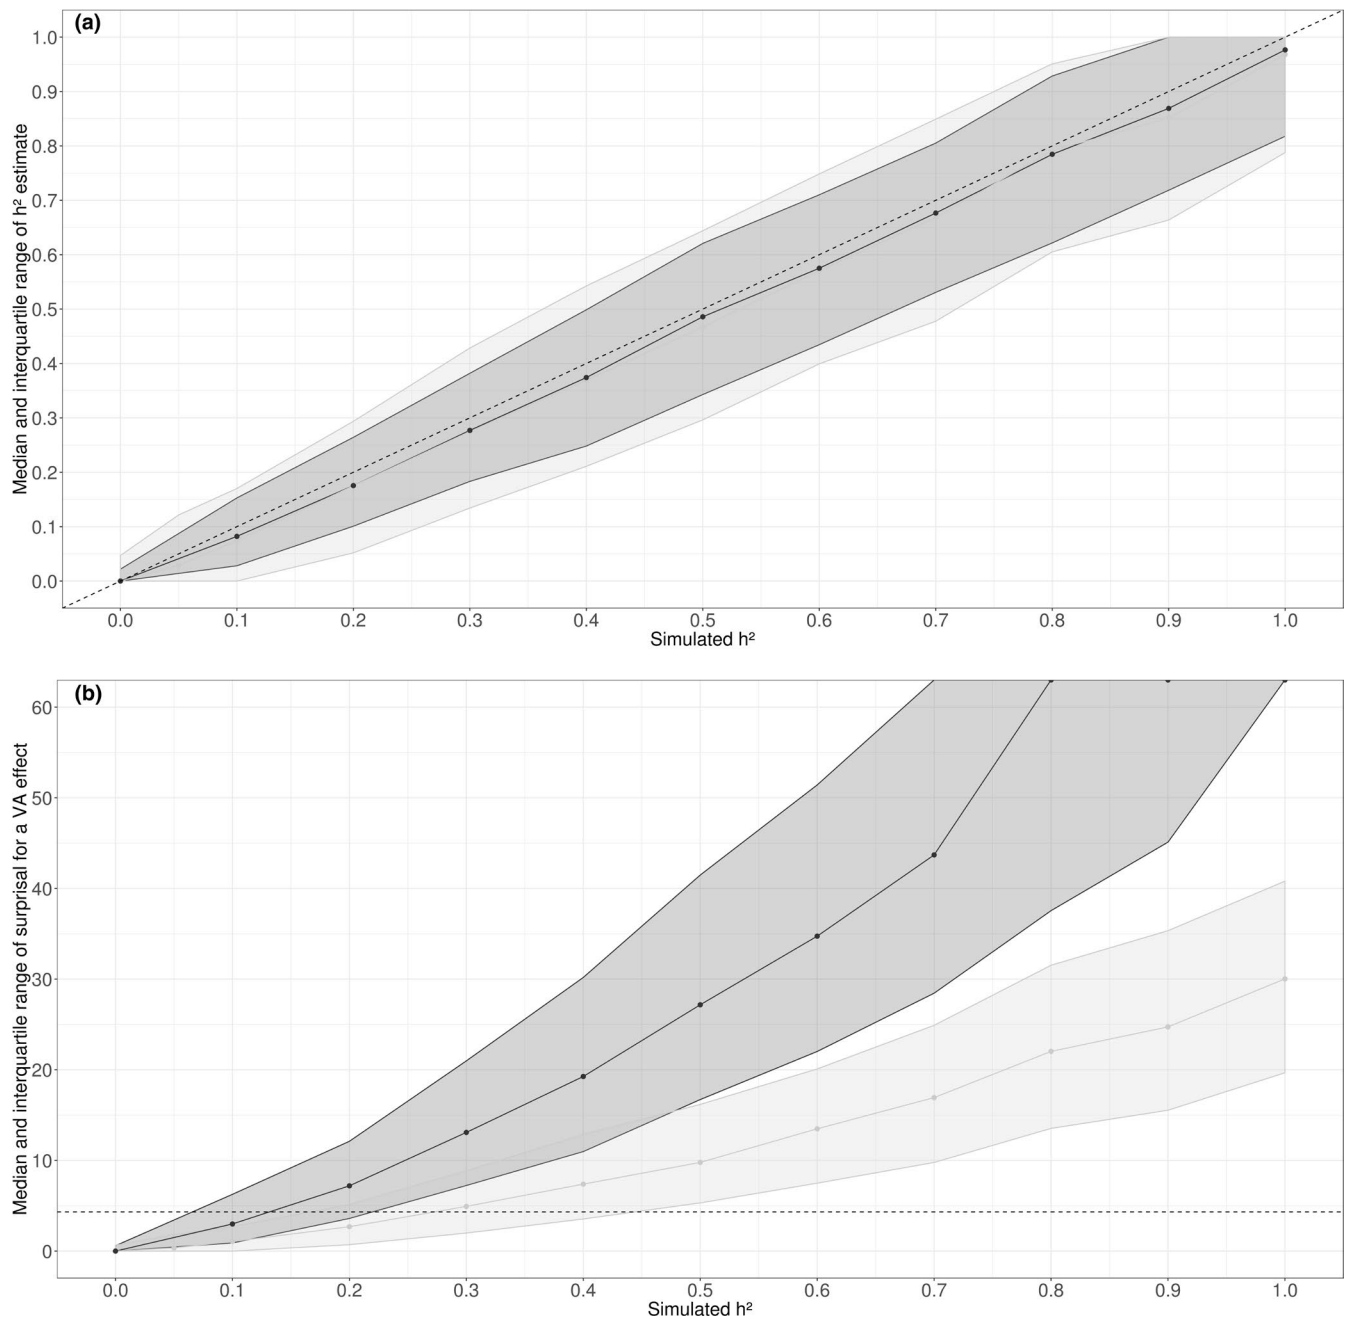 (a)
Median and interquartile range of h² estimate
1.0
0.9
0.8
0.7
0.6
0.5
0.4
0.3
0.2
0.1
0.0
0.0 0.1 0.2 0.3 0.4 0.5 0.6 0.7 0.8 0.9 1.0
Simulated h²
(b)
Median and interquartile range of surprisal for a VA effect
60
50
40
30
20
10
0
0.0 0.1 0.2 0.3 0.4 0.5 0.6 0.7 0.8 0.9 1.0
Simulated h²